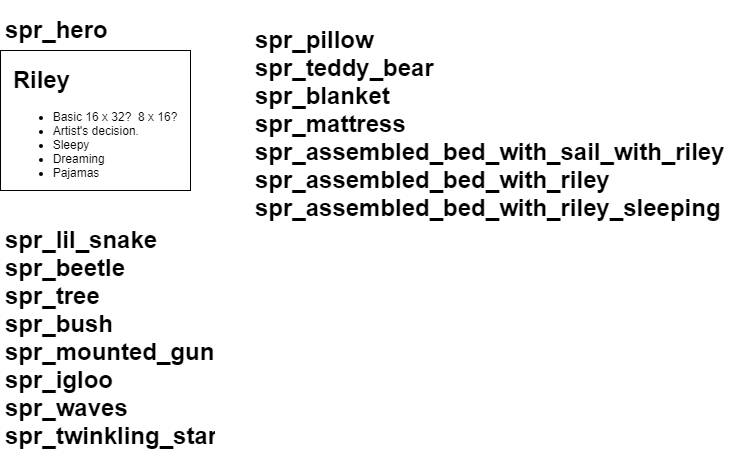 spr_hero
Riley
Basic 16 x 32?  8 x 16?
Artist's decision.
Sleepy
Dreaming
Pajamas
spr_lil_snake
spr_beetle
spr_tree
spr_bush
spr_mounted_gun
spr_igloo
spr_waves
spr_twinkling_star
spr_pillow
spr_teddy_bear
spr_blanket
spr_mattress
spr_assembled_bed_with_sail_with_riley
spr_assembled_bed_with_riley
spr_assembled_bed_with_riley_sleeping